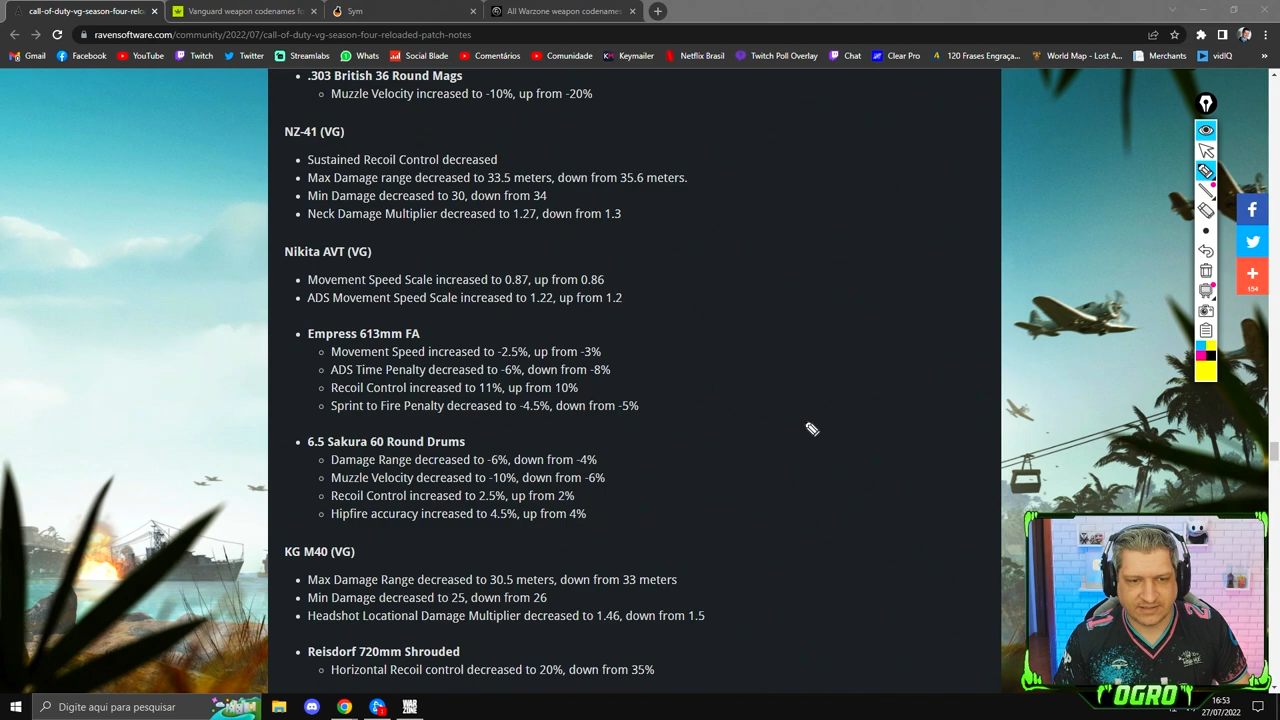 call-of-duty-vg-season-four-reloa
Vanguard weapon codenames fo
Sym
All Warzone weapon codenames
ravensoftware.com/community/2022/07/call-of-duty-vg-season-four-reloaded-patch-notes
Gmail
Facebook
YouTube
Twitch
Twitter
Streamlabs
Whats
Social Blade
Comentários
Comunidade
Keymailer
Netflix Brasil
Twitch Poll Overlay
Chat
Clear Pro
120 Frases Engraça...
World Map - Lost A...
Merchants
vidIQ
»
.303 British 36 Round Mags
Muzzle Velocity increased to -10%, up from -20%
NZ-41 (VG)
Sustained Recoil Control decreased
Max Damage range decreased to 33.5 meters, down from 35.6 meters.
Min Damage decreased to 30, down from 34
Neck Damage Multiplier decreased to 1.27, down from 1.3
Nikita AVT (VG)
Movement Speed Scale increased to 0.87, up from 0.86
ADS Movement Speed Scale increased to 1.22, up from 1.2
Empress 613mm FA
Movement Speed increased to -2.5%, up from -3%
ADS Time Penalty decreased to -6%, down from -8%
Recoil Control increased to 11%, up from 10%
Sprint to Fire Penalty decreased to -4.5%, down from -5%
6.5 Sakura 60 Round Drums
Damage Range decreased to -6%, down from -4%
Muzzle Velocity decreased to -10%, down from -6%
Recoil Control increased to 2.5%, up from 2%
Hipfire accuracy increased to 4.5%, up from 4%
KG M40 (VG)
Max Damage Range decreased to 30.5 meters, down from 33 meters
Min Damage decreased to 25, down from 26
Headshot Locational Damage Multiplier decreased to 1.46, down from 1.5
Reisdorf 720mm Shrouded
Horizontal Recoil control decreased to 20%, down from 35%
154
OGRO
Digite aqui para pesquisar
WAR
ZONE
16:53
27/07/2022